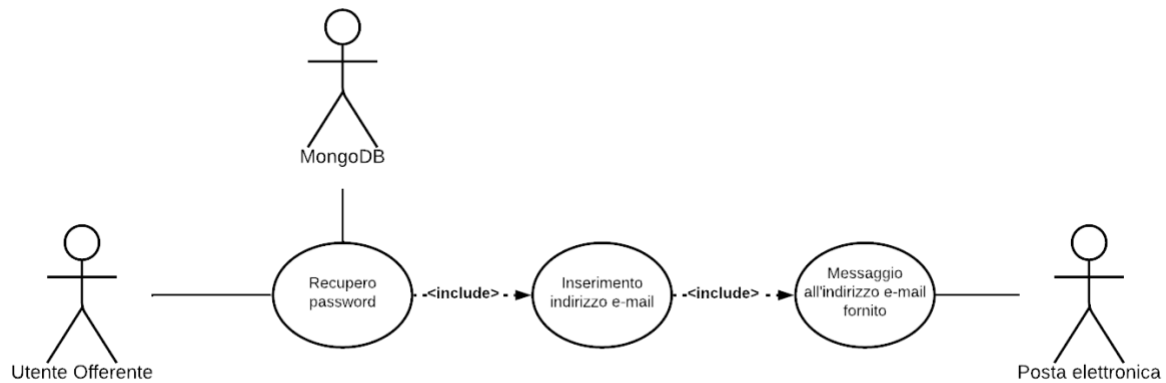 MongoDB
Utente Offerente
Recupero
password
<include>
Inserimento
indirizzo e-mail
<include>
Messaggio
all'indirizzo e-mail
fornito
Posta elettronica